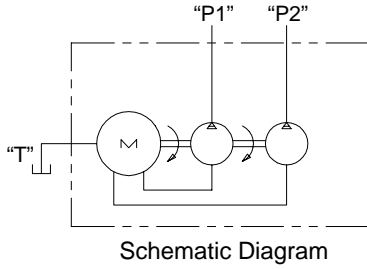 “P1” “P2”
M
“T”
Schematic Diagram